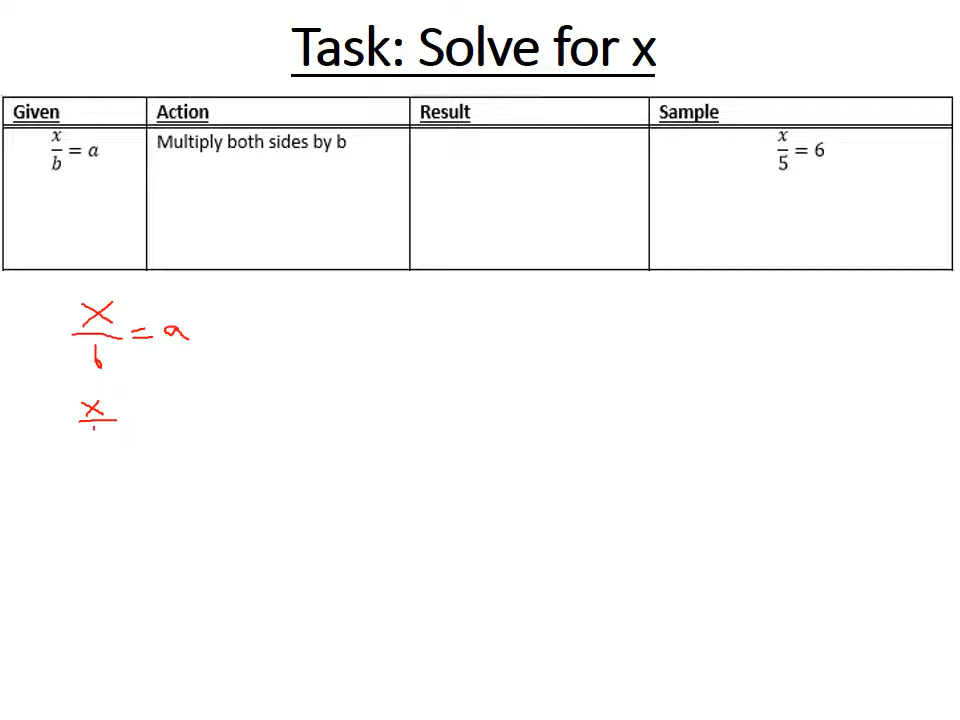 Task: Solve for x
Given Action Result Sample
x/b = a Multiply both sides by b x/5 = 6
x/b = a
x/